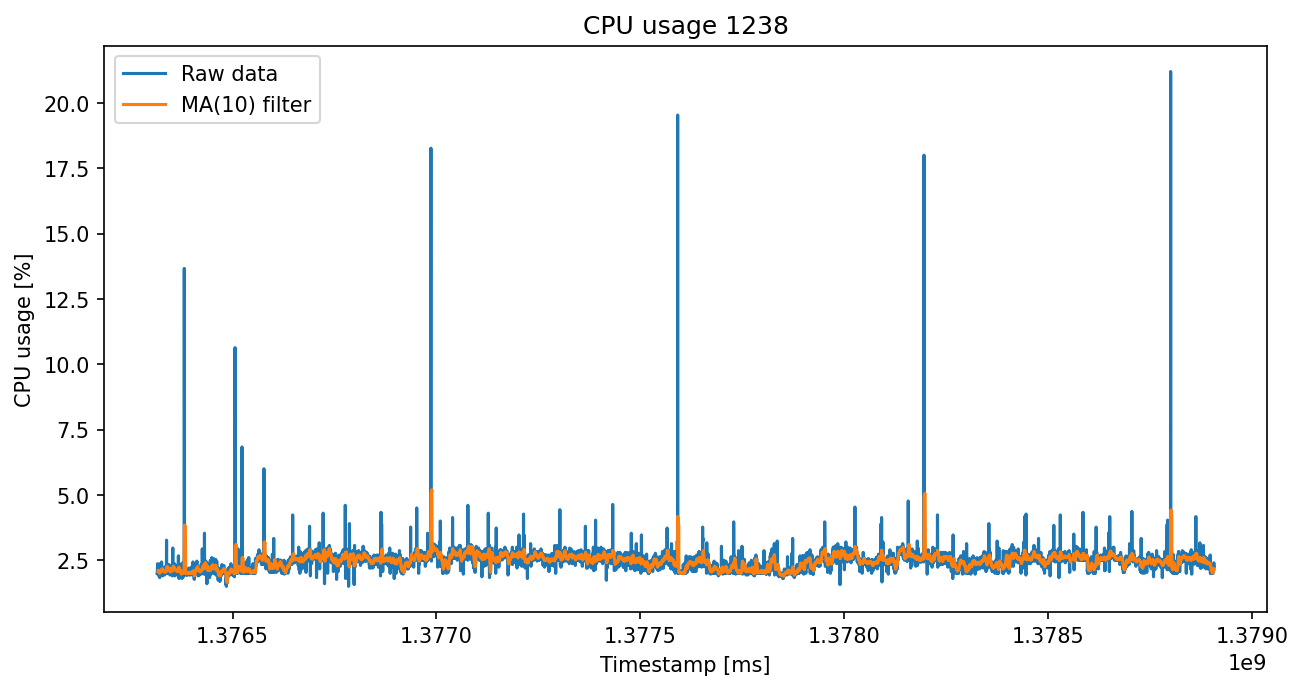 CPU usage 1238
Raw data
MA(10) filter
20.0
17.5
15.0
12.5
10.0
7.5
5.0
2.5
CPU usage [%]
1.3765 1.3770 1.3775 1.3780 1.3785 1.3790
1e9
Timestamp [ms]